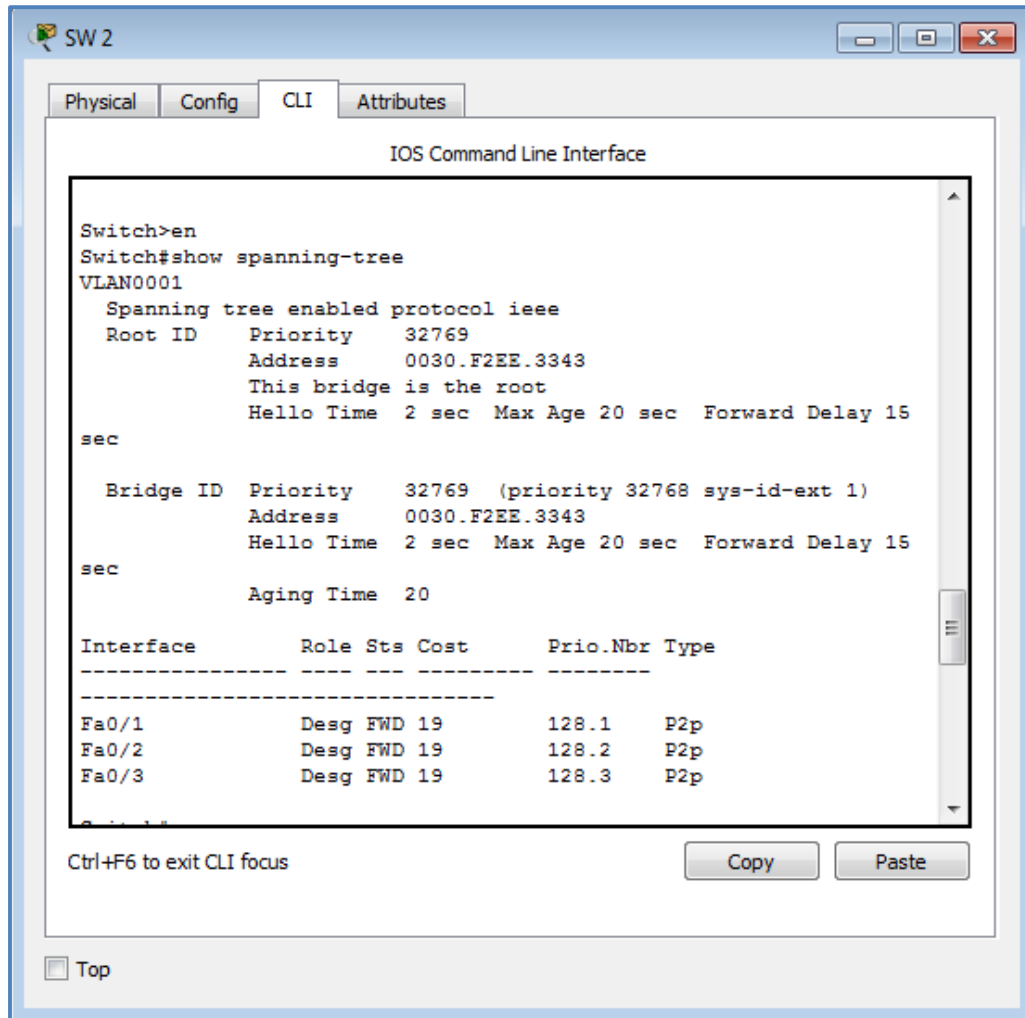 SW 2
Physical Config CLI Attributes
IOS Command Line Interface
Switch>en
Switch#show spanning-tree
VLAN0001
  Spanning tree enabled protocol ieee
  Root ID    Priority    32769
             Address     0030.F2EE.3343
             This bridge is the root
             Hello Time  2 sec  Max Age 20 sec  Forward Delay 15
sec
  Bridge ID  Priority    32769  (priority 32768 sys-id-ext 1)
             Address     0030.F2EE.3343
             Hello Time  2 sec  Max Age 20 sec  Forward Delay 15
sec
             Aging Time  20
Interface        Role Sts Cost      Prio.Nbr Type
---------------- ---- --- --------- --------
--------------------------------
Fa0/1            Desg FWD 19        128.1    P2p
Fa0/2            Desg FWD 19        128.2    P2p
Fa0/3            Desg FWD 19        128.3    P2p
Ctrl+F6 to exit CLI focus
Copy Paste
Top